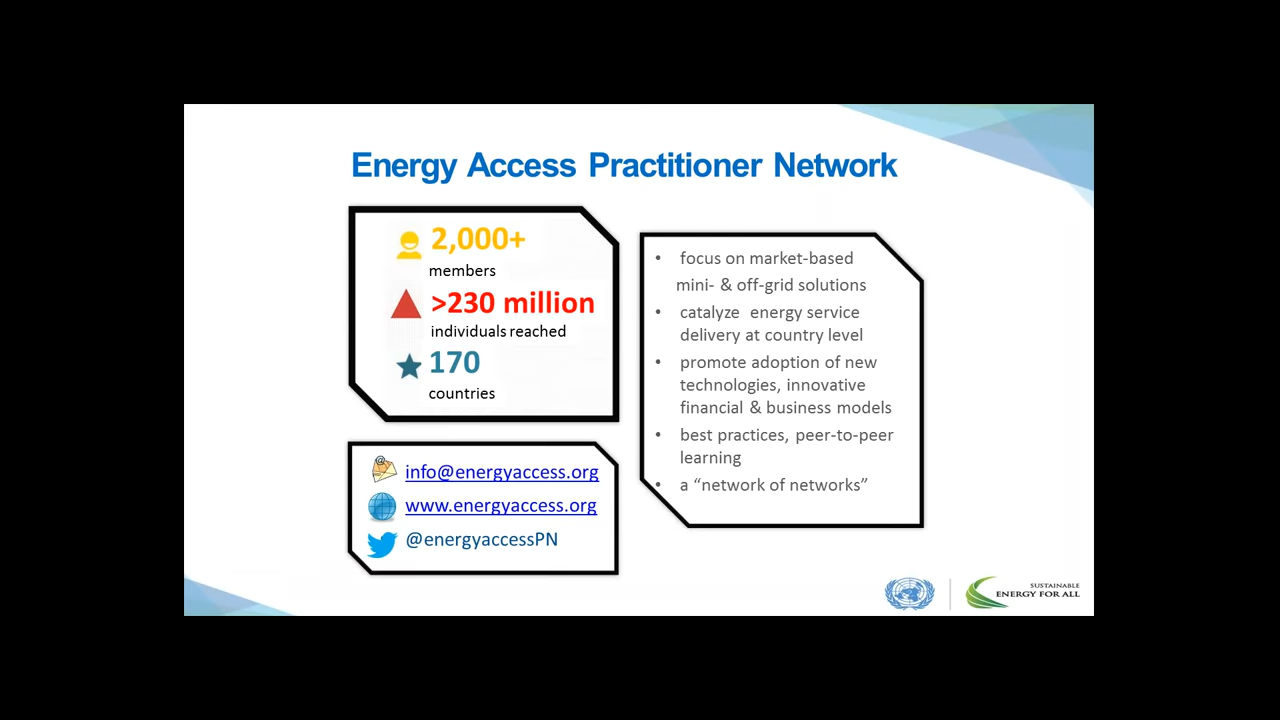 Energy Access Practitioner Network
2,000+
members
>230 million
individuals reached
170
countries
info@energyaccess.org
www.energyaccess.org
@energyaccessPN
• focus on market-based
mini- & off-grid solutions
• catalyze energy service
delivery at country level
• promote adoption of new
technologies, innovative
financial & business models
• best practices, peer-to-peer
learning
• a “network of networks”
SUSTAINABLE
ENERGY FOR ALL